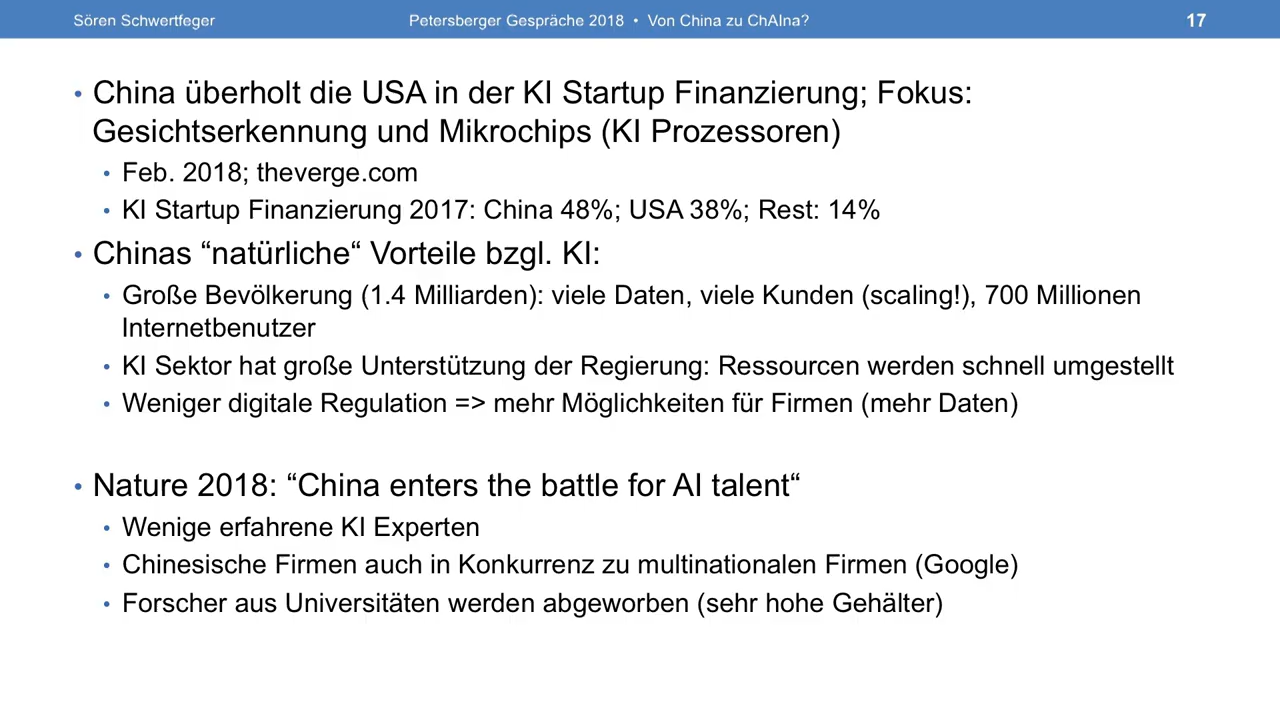 Sören Schwertfeger
Petersberger Gespräche 2018 • Von China zu ChAIna?
17
• China überholt die USA in der KI Startup Finanzierung; Fokus:
Gesichtserkennung und Mikrochips (KI Prozessoren)
• Feb. 2018; theverge.com
• KI Startup Finanzierung 2017: China 48%; USA 38%; Rest: 14%
• Chinas “natürliche“ Vorteile bzgl. KI:
• Große Bevölkerung (1.4 Milliarden): viele Daten, viele Kunden (scaling!), 700 Millionen
Internetbenutzer
• KI Sektor hat große Unterstützung der Regierung: Ressourcen werden schnell umgestellt
• Weniger digitale Regulation => mehr Möglichkeiten für Firmen (mehr Daten)
• Nature 2018: “China enters the battle for AI talent“
• Wenige erfahrene KI Experten
• Chinesische Firmen auch in Konkurrenz zu multinationalen Firmen (Google)
• Forscher aus Universitäten werden abgeworben (sehr hohe Gehälter)